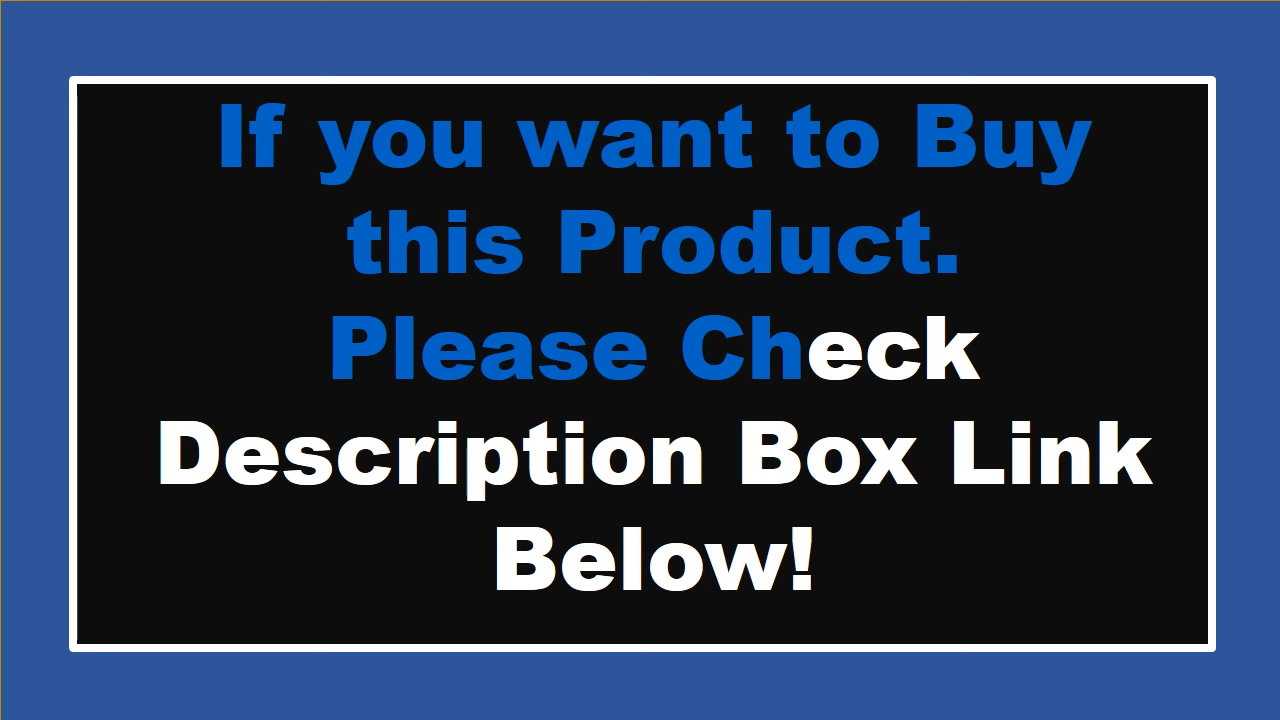 If you want to Buy
this Product.
Please Check
Description Box Link
Below!